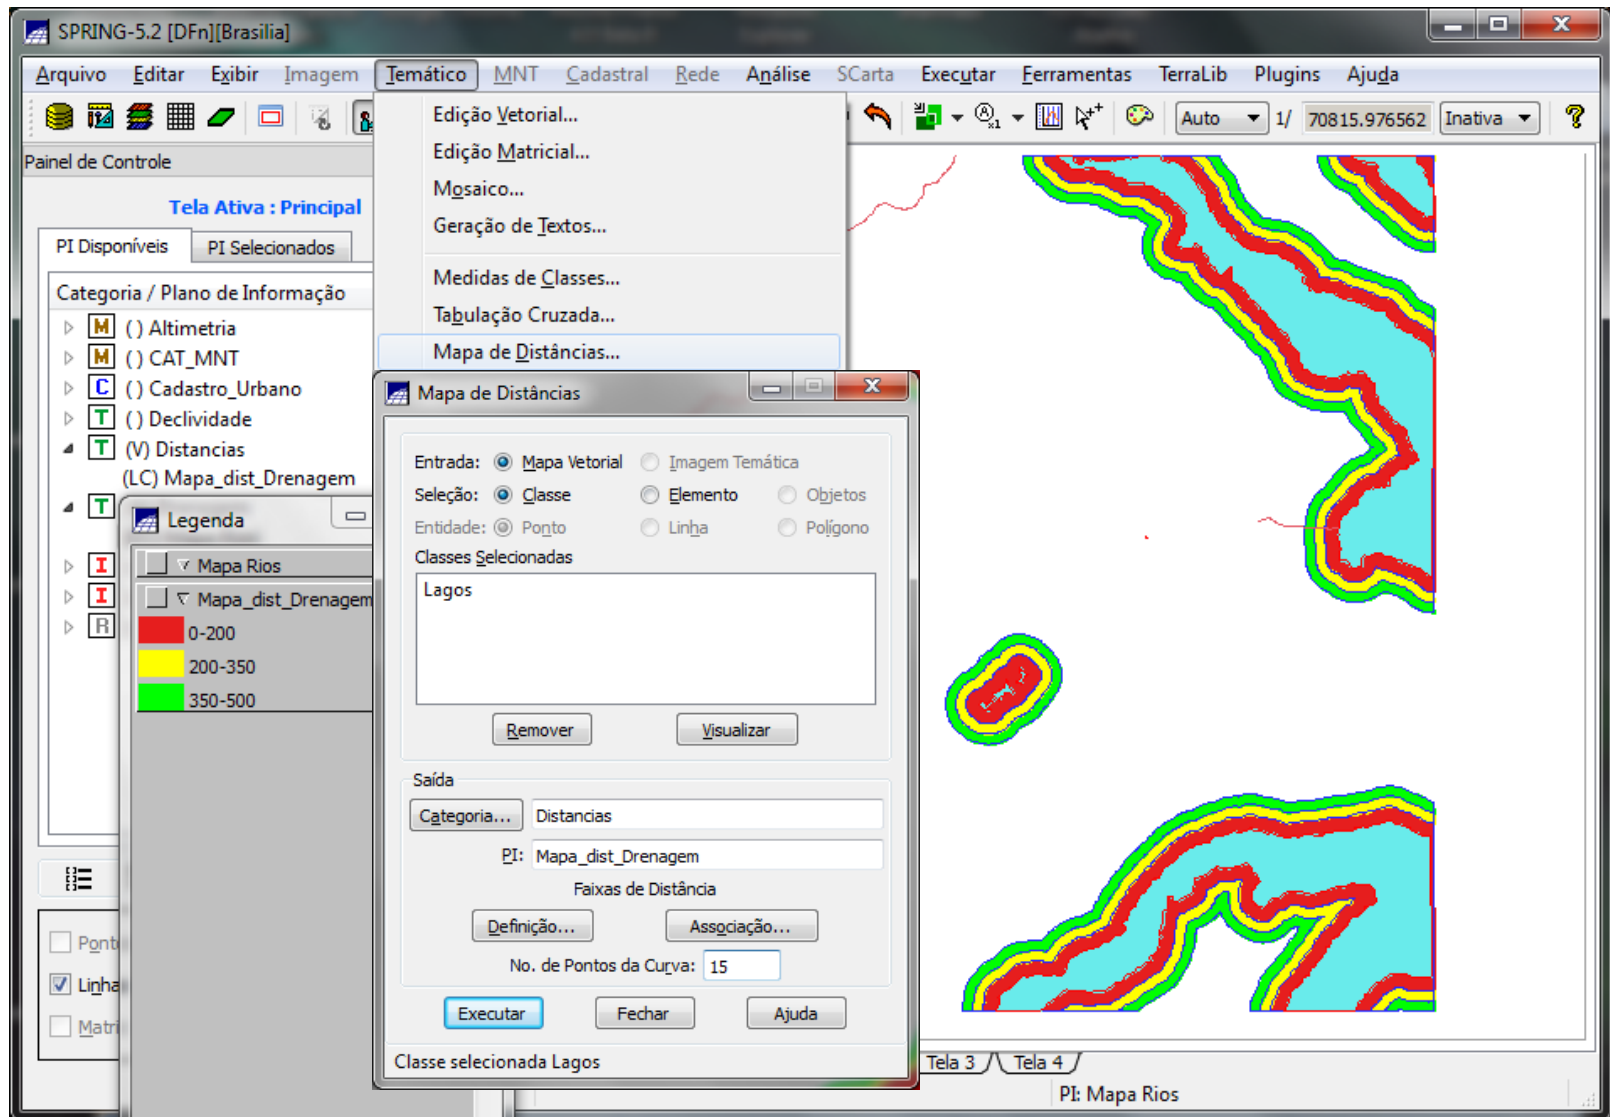 SPRING-5.2 [DFn][Brasilia]
Arquivo Editar Exibir Imagem Temático MNT Cadastral Rede Análise SCarta Executar Ferramentas TerraLib Plugins Ajuda
Auto 1/ 70815.976562 Inativa
Painel de Controle
Tela Ativa : Principal
PI Disponíveis PI Selecionados
Categoria / Plano de Informação
( ) Altimetria
( ) CAT_MNT
( ) Cadastro_Urbano
( ) Declividade
(V) Distancias
(LC) Mapa_dist_Drenagem
Edição Vetorial...
Edição Matricial...
Mosaico...
Geração de Textos...
Medidas de Classes...
Tabulação Cruzada...
Mapa de Distâncias...
Legenda
Mapa Rios
Mapa_dist_Drenagem
0-200
200-350
350-500
Linha
Mapa de Distâncias
Entrada: Mapa Vetorial Imagem Temática
Seleção: Classe Elemento Objetos
Entidade: Ponto Linha Polígono
Classes Selecionadas
Lagos
Remover Visualizar
Saída
Categoria... Distancias
PI: Mapa_dist_Drenagem
Faixas de Distância
Definição... Associação...
No. de Pontos da Curva: 15
Executar Fechar Ajuda
Classe selecionada Lagos
Tela 3 Tela 4
PI: Mapa Rios